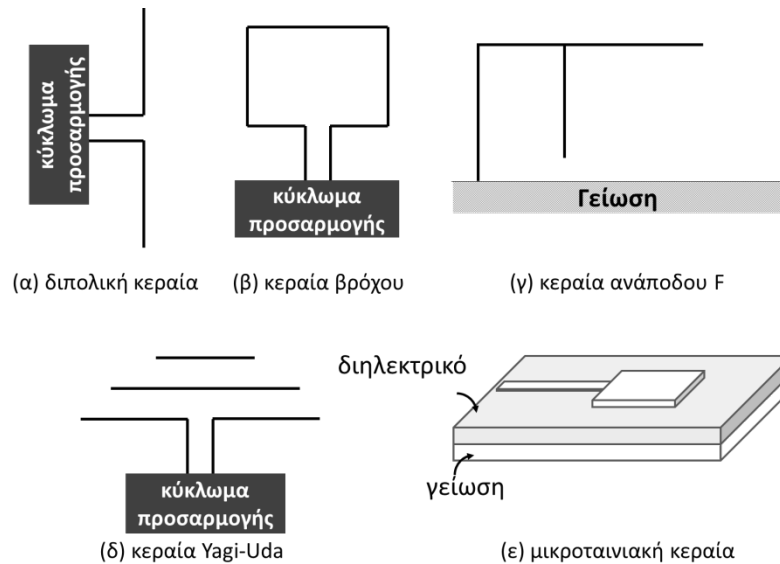 κύκλωμα
προσαρμογής
κύκλωμα
προσαρμογής
Γείωση
(α) διπολική κεραία
(β) κεραία βρόχου
(γ) κεραία ανάποδου F
διηλεκτρικό
γείωση
κύκλωμα
προσαρμογής
(δ) κεραία Yagi-Uda
(ε) μικροταινιακή κεραία